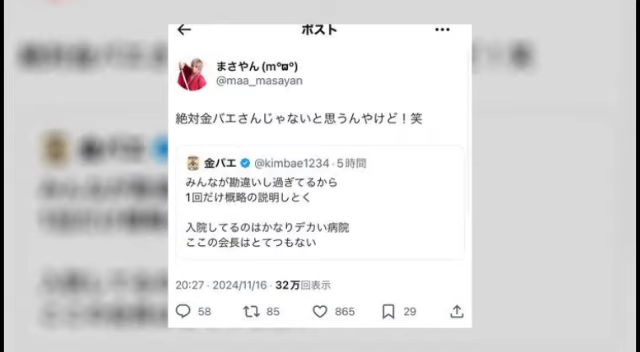 ポスト
まさやん(mºㅂº)
@maa_masayan
絶対金バエさんじゃないと思うんやけど！笑
金バエ @kimbae1234·5時間
みんなが勘違いし過ぎてるから
1回だけ概略の説明しとく
入院してるのはかなりデカい病院
ここの会長はとてつもない
20:27 · 2024/11/16 · 32万回表示
58 85 865 29